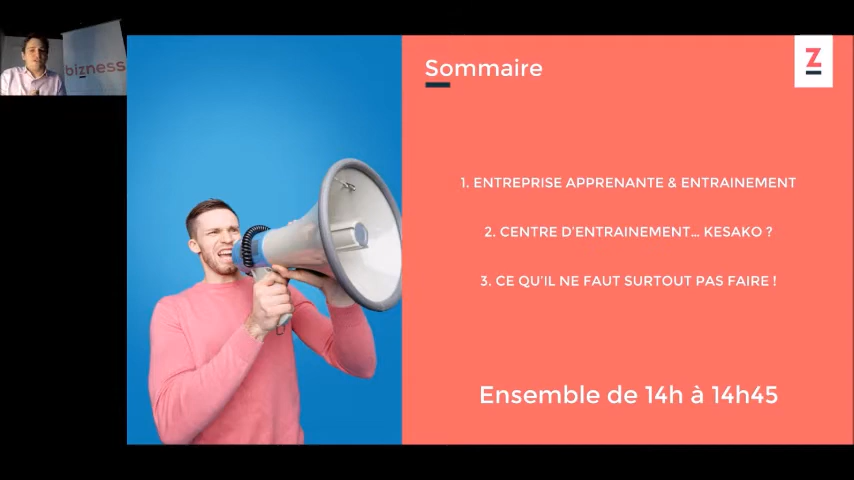 bizness
Sommaire
Z
1. ENTREPRISE APPRENANTE & ENTRAINEMENT
2. CENTRE D'ENTRAINEMENT... KESAKO ?
3. CE QU'IL NE FAUT SURTOUT PAS FAIRE !
Ensemble de 14h à 14h45